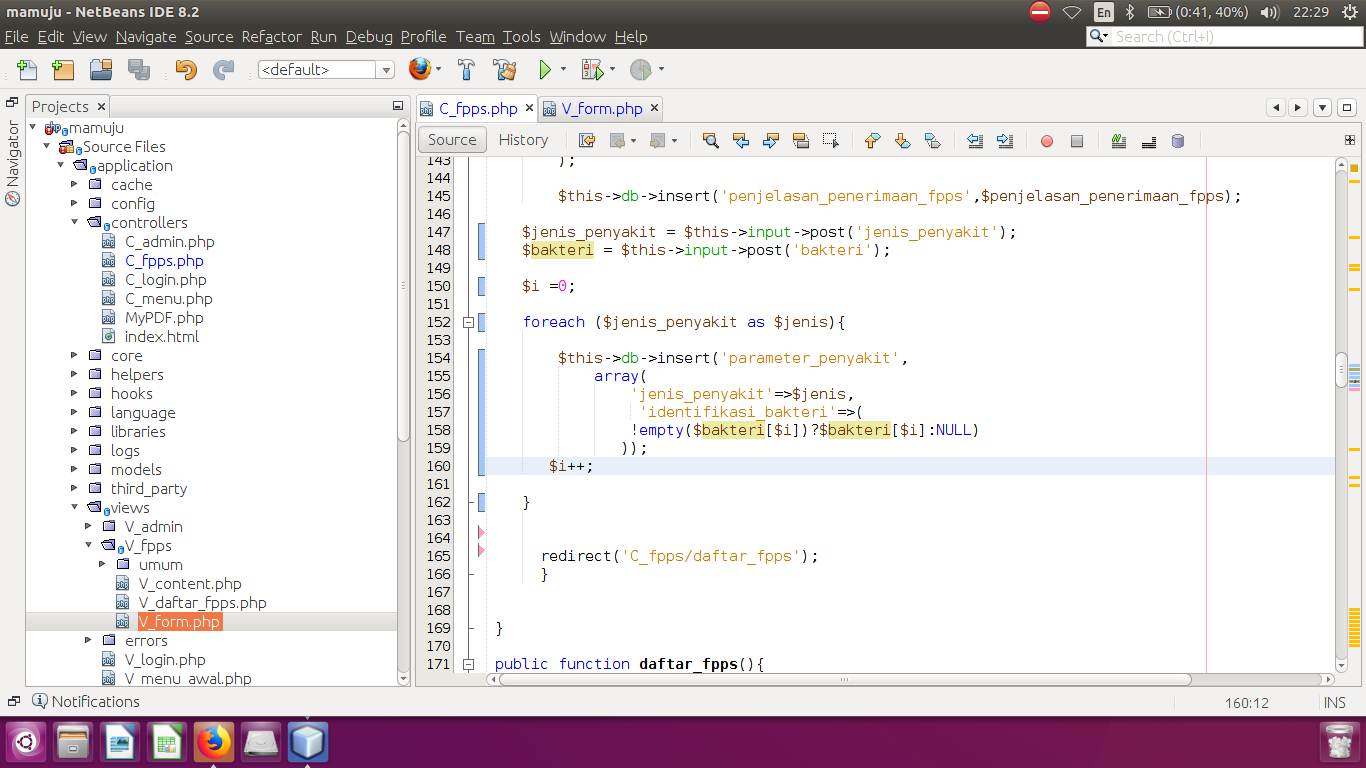 mamuju - NetBeans IDE 8.2
En (0:41, 40%) 22:29
File Edit View Navigate Source Refactor Run Debug Profile Team Tools Window Help
Search (Ctrl+I)
<default>
Projects
C_fpps.php
V_form.php
Navigator
Source History
mamuju
Source Files
application
cache
config
controllers
C_admin.php
C_fpps.php
C_login.php
C_menu.php
MyPDF.php
index.html
core
helpers
hooks
language
libraries
logs
models
third_party
views
V_admin
V_fpps
umum
V_content.php
V_daftar_fpps.php
V_form.php
errors
V_login.php
V_menu_awal.php
143 );
144
145 $this->db->insert('penjelasan_penerimaan_fpps',$penjelasan_penerimaan_fpps);
146
147 $jenis_penyakit = $this->input->post('jenis_penyakit');
148 $bakteri = $this->input->post('bakteri');
149
150 $i =0;
151
152 foreach ($jenis_penyakit as $jenis){
153
154 $this->db->insert('parameter_penyakit',
155 array(
156 'jenis_penyakit'=>$jenis,
157 'identifikasi_bakteri'=>(
158 !empty($bakteri[$i])?$bakteri[$i]:NULL)
159 ));
160 $i++;
161
162 }
163
164
165 redirect('C_fpps/daftar_fpps');
166 }
167
168
169 }
170
171 public function daftar_fpps(){
Notifications
160:12 INS